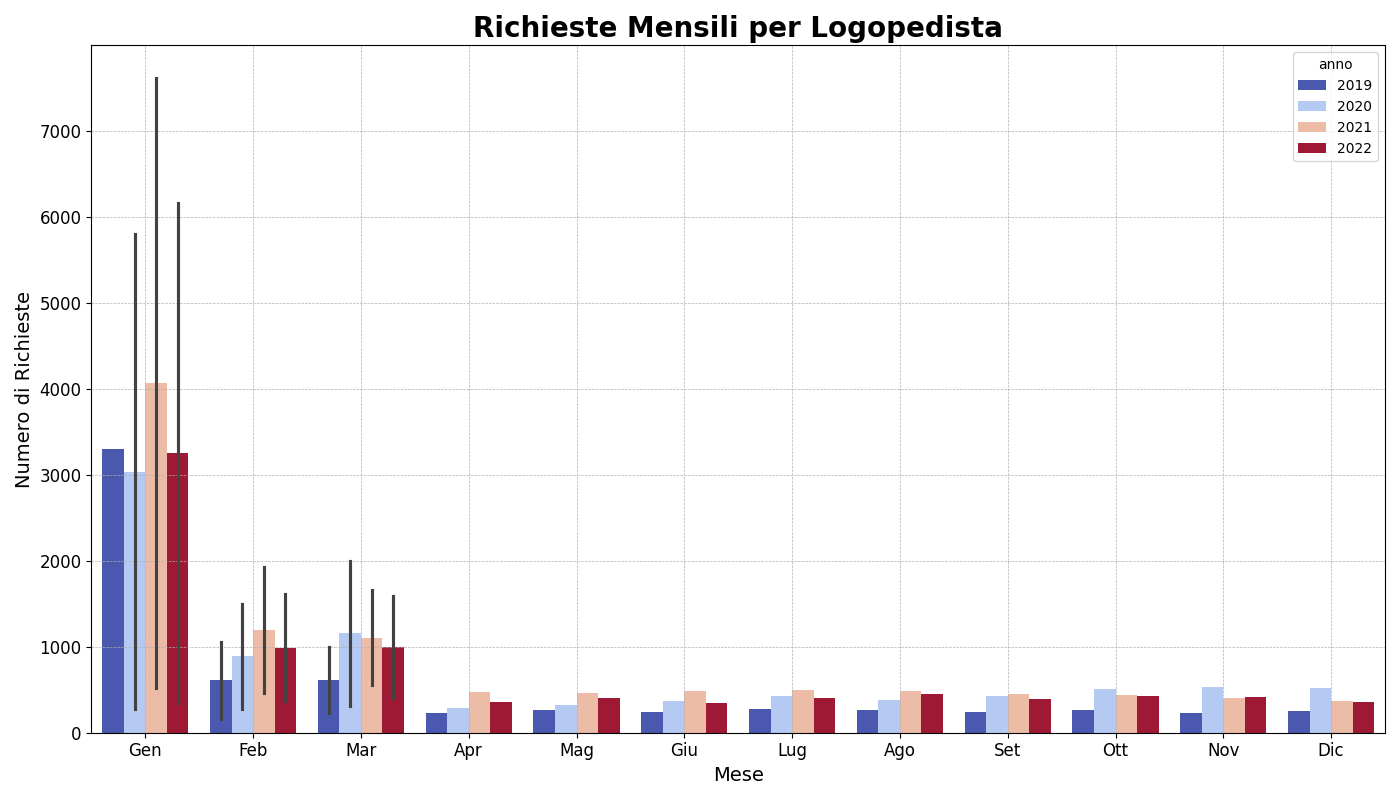 Richieste Mensili per Logopedista
anno
2019
2020
2021
2022
Numero di Richieste
7000
6000
5000
4000
3000
2000
1000
0
Gen Feb Mar Apr Mag Giu Lug Ago Set Ott Nov Dic
Mese